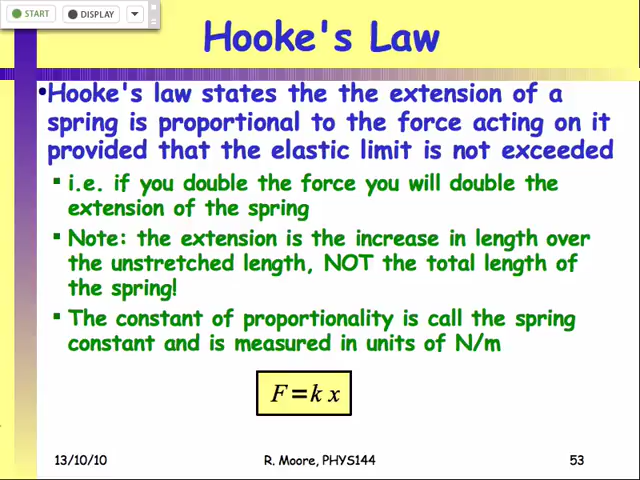 START
DISPLAY
Hooke's Law
•Hooke's law states the the extension of a
spring is proportional to the force acting on it
provided that the elastic limit is not exceeded
▪ i.e. if you double the force you will double the
extension of the spring
▪ Note: the extension is the increase in length over
the unstretched length, NOT the total length of
the spring!
▪ The constant of proportionality is call the spring
constant and is measured in units of N/m
F = k x
13/10/10
R. Moore, PHYS144
53